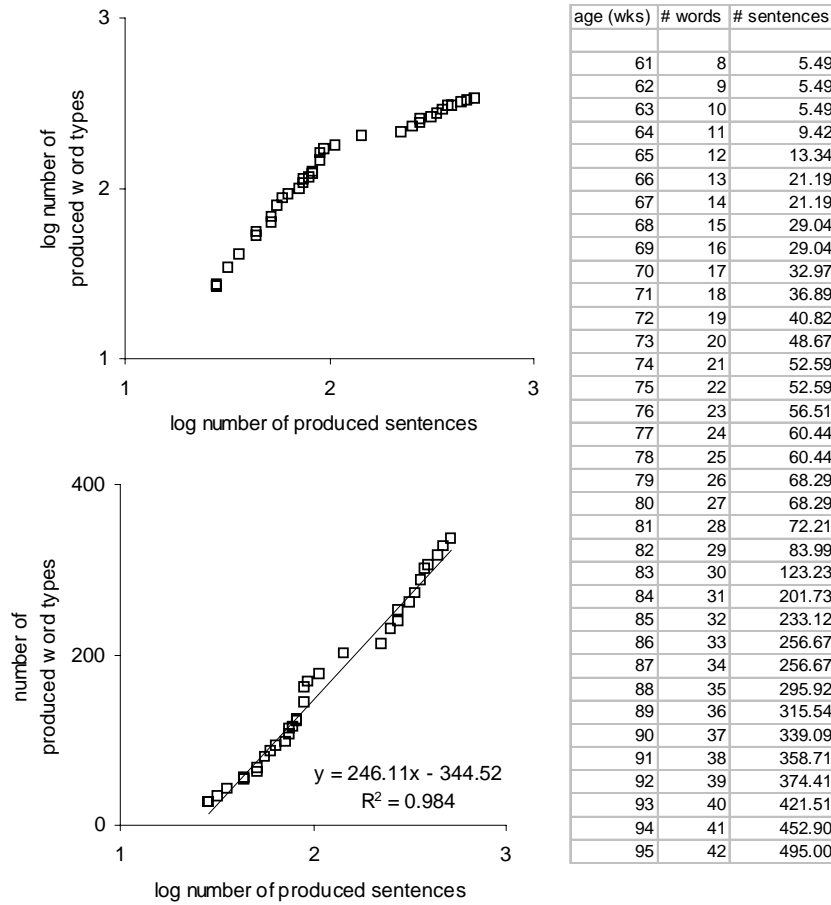 3
2
1
1 2 3
log number of
produced w ord types
log number of produced sentences
400
200
0
1 2 3
number of
produced w ord types
y = 246.11x - 344.52
R² = 0.984
log number of produced sentences
age (wks) # words # sentences
61 8 5.49
62 9 5.49
63 10 5.49
64 11 9.42
65 12 13.34
66 13 21.19
67 14 21.19
68 15 29.04
69 16 29.04
70 17 32.97
71 18 36.89
72 19 40.82
73 20 48.67
74 21 52.59
75 22 52.59
76 23 56.51
77 24 60.44
78 25 60.44
79 26 68.29
80 27 68.29
81 28 72.21
82 29 83.99
83 30 123.23
84 31 201.73
85 32 233.12
86 33 256.67
87 34 256.67
88 35 295.92
89 36 315.54
90 37 339.09
91 38 358.71
92 39 374.41
93 40 421.51
94 41 452.90
95 42 495.00